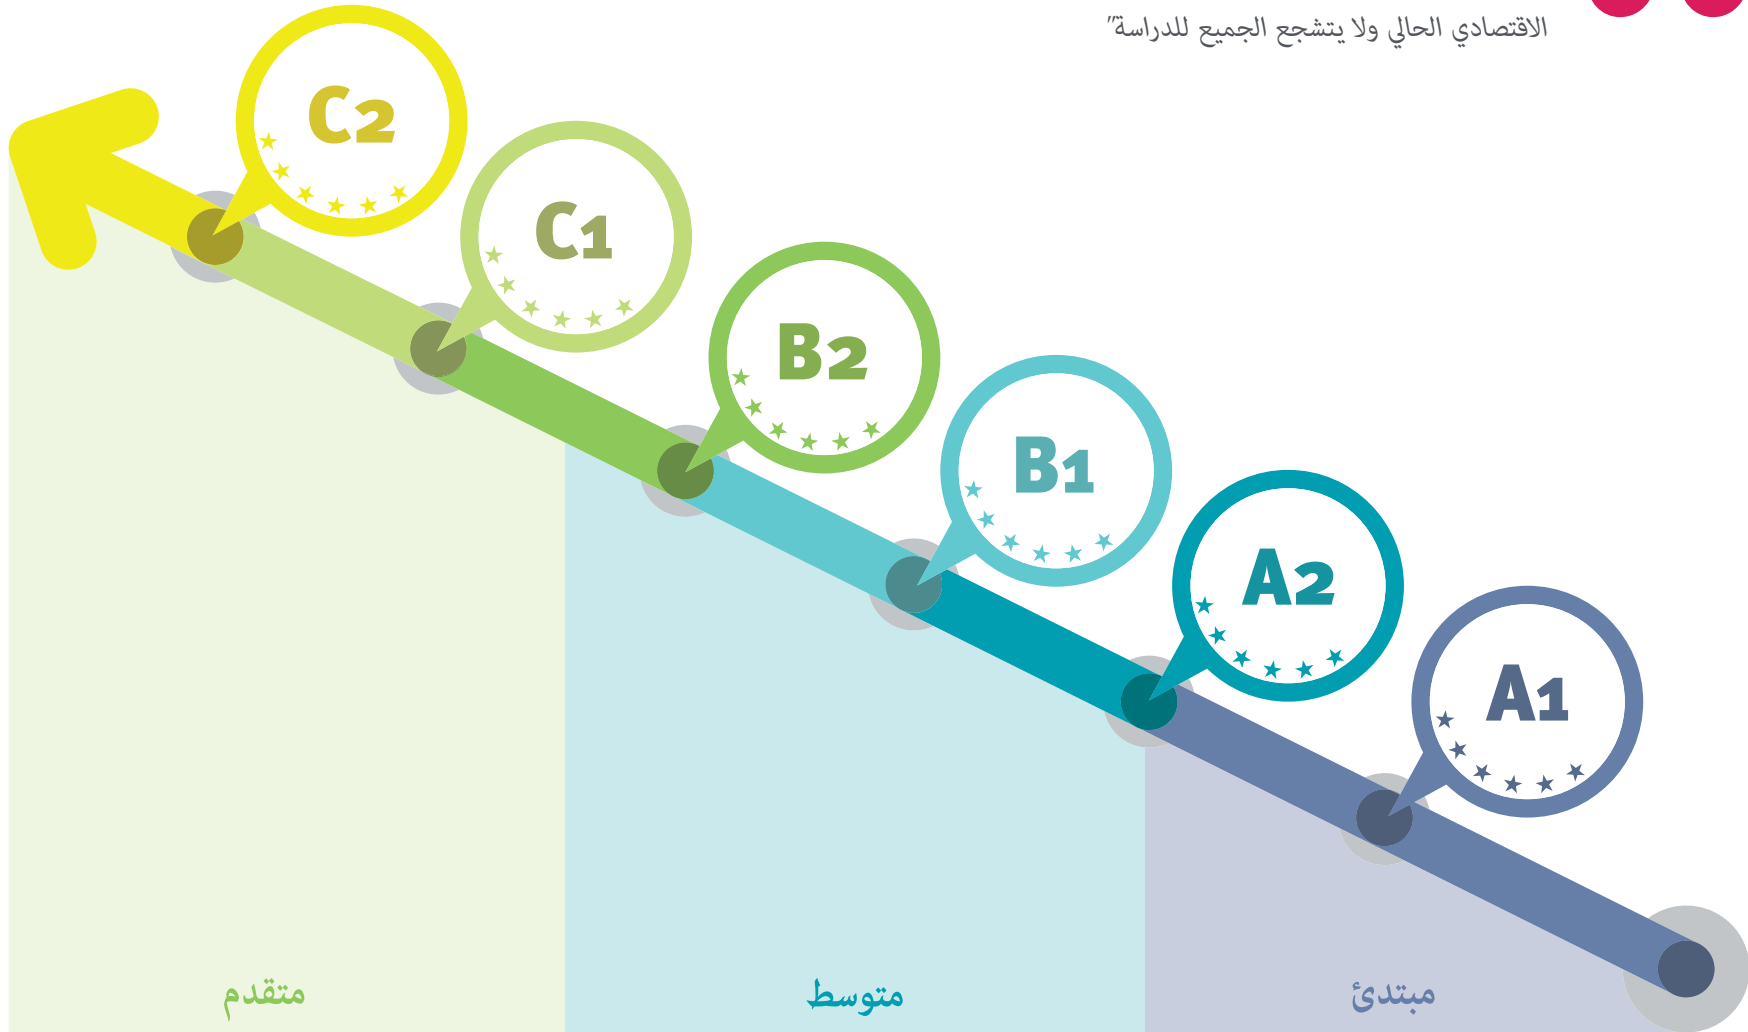 الاقتصادي الحالي ولا يتشجع الجميع للدراسة"
C2
C1
B2
B1
A2
A1
مبتدئ
متوسط
متقدم